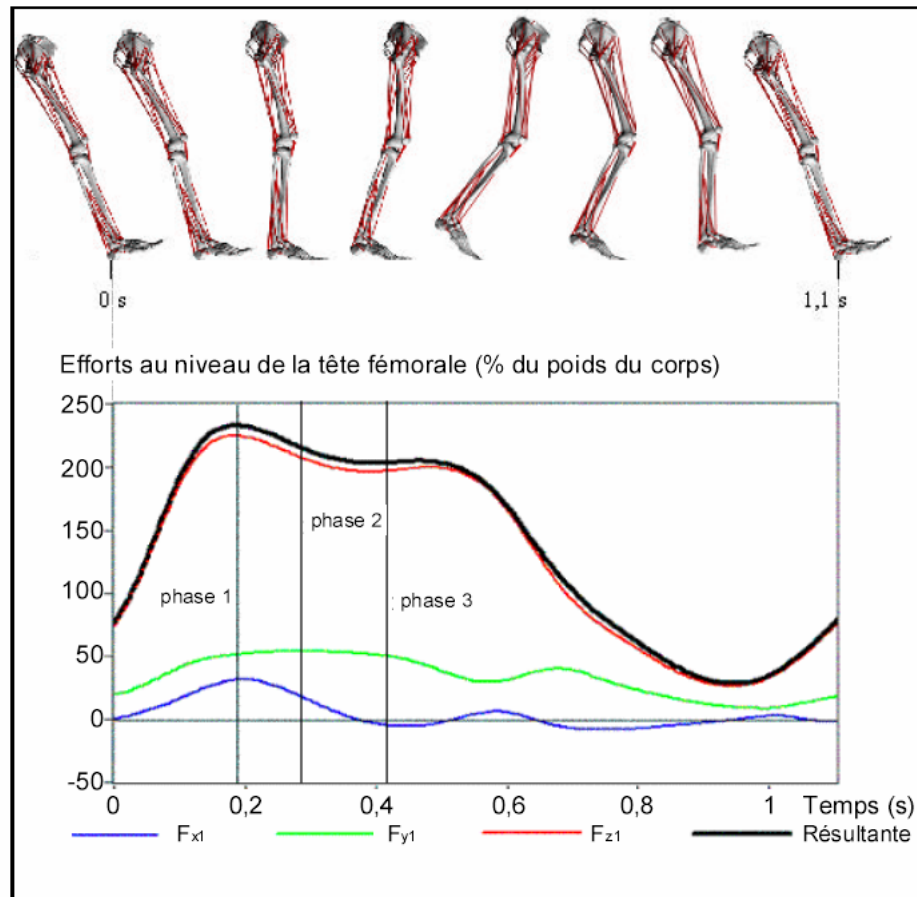 0 s
1,1 s
Efforts au niveau de la tête fémorale (% du poids du corps)
250
200
150
phase 2
100
phase 1
phase 3
50
0
-50
0 0,2 0,4 0,6 0,8 1 Temps (s)
Fx1 Fy1 Fz1 Résultante